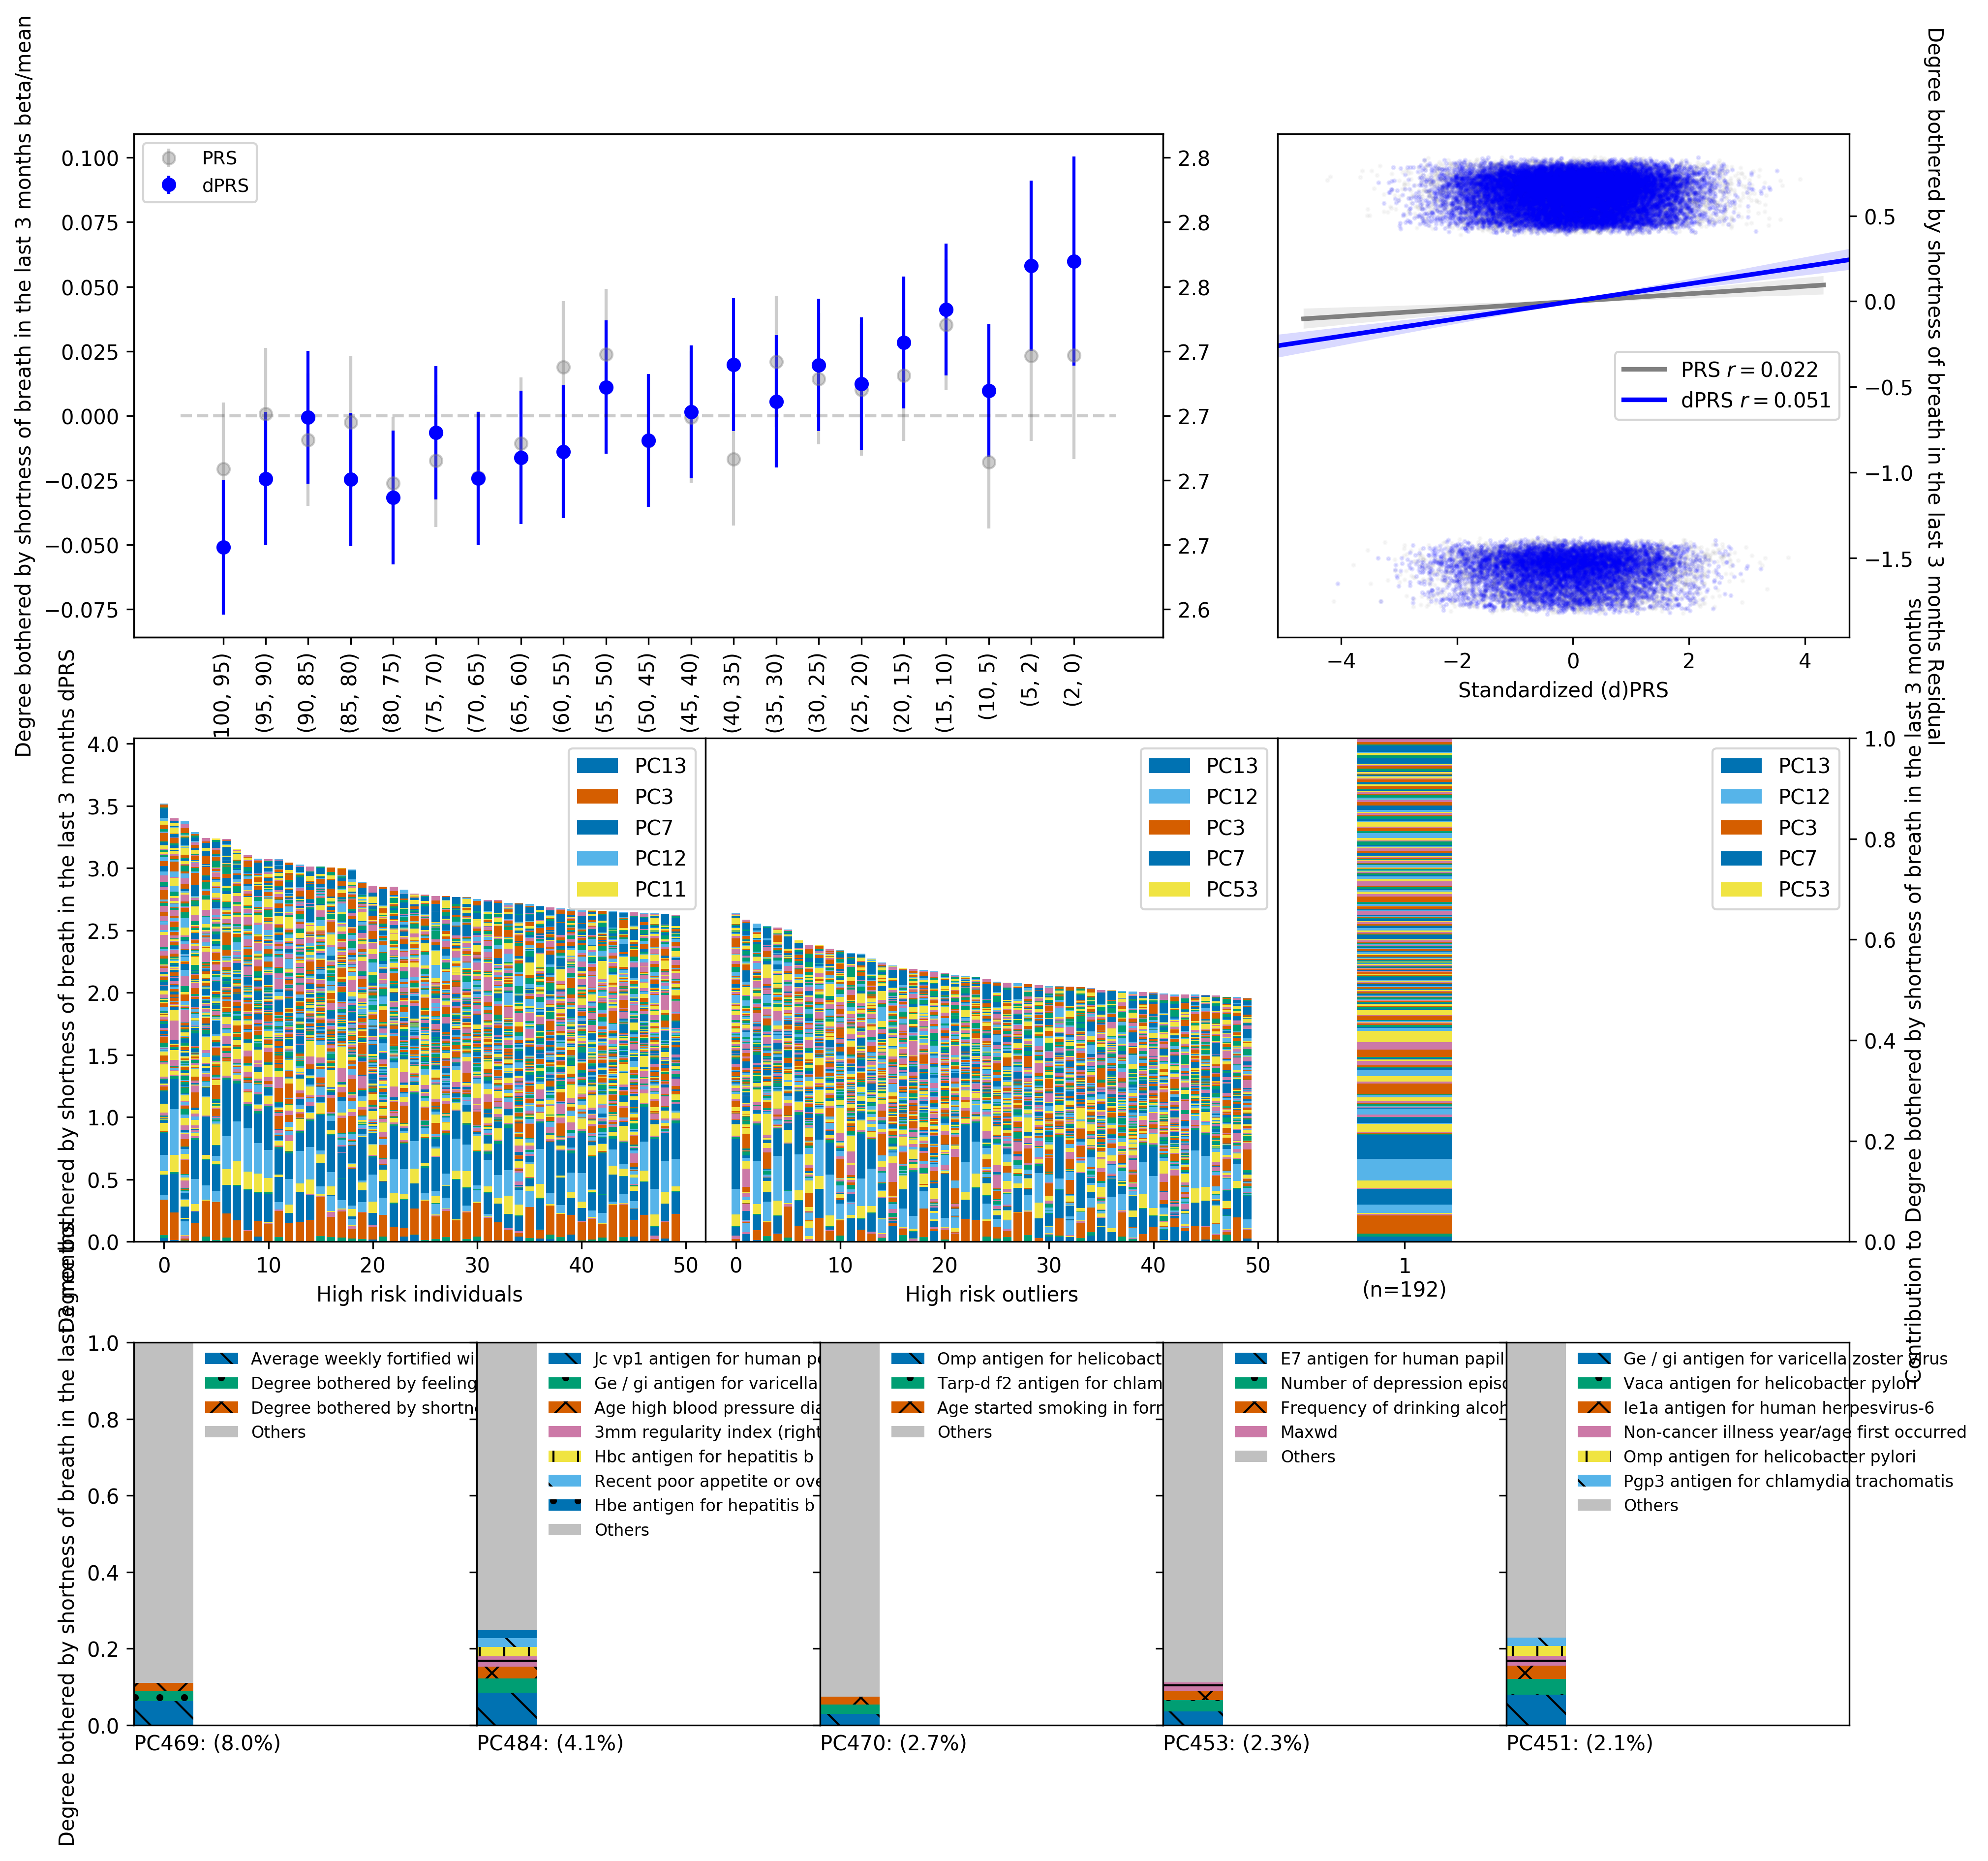 Degree bothered by shortness of breath in the last 3 months beta/mean
0.100
0.075
0.050
0.025
0.000
−0.025
−0.050
−0.075
PRS
dPRS
2.8
2.8
2.8
2.7
2.7
2.7
2.7
2.6
100, 95)
(95, 90)
(90, 85)
(85, 80)
(80, 75)
(75, 70)
(70, 65)
(65, 60)
(60, 55)
(55, 50)
(50, 45)
(45, 40)
(40, 35)
(35, 30)
(30, 25)
(25, 20)
(20, 15)
(15, 10)
(10, 5)
(5, 2)
(2, 0)
PRS r = 0.022
dPRS r = 0.051
0.5
0.0
−0.5
−1.0
−1.5
−4
−2
0
2
4
Standardized (d)PRS
Degree bothered by shortness of breath in the last 3 months Residual
Degree bothered by shortness of breath in the last 3 months dPRS
4.0
3.5
3.0
2.5
2.0
1.5
1.0
0.5
0.0
PC13
PC3
PC7
PC12
PC11
0
10
20
30
40
50
High risk individuals
PC13
PC12
PC3
PC7
PC53
0
10
20
30
40
50
High risk outliers
PC13
PC12
PC3
PC7
PC53
1
(n=192)
1.0
0.8
0.6
0.4
0.2
0.0
Contribution to Degree bothered by shortness of breath in the last 3 months
Degree bothered by shortness of breath in the last 3 months
1.0
0.8
0.6
0.4
0.2
0.0
Average weekly fortified wi
Degree bothered by feeling
Degree bothered by shortn
Others
PC469: (8.0%)
Jc vp1 antigen for human po
Ge / gi antigen for varicella
Age high blood pressure dia
3mm regularity index (right
Hbc antigen for hepatitis b
Recent poor appetite or ove
Hbe antigen for hepatitis b
Others
PC484: (4.1%)
Omp antigen for helicobact
Tarp-d f2 antigen for chlam
Age started smoking in forr
Others
PC470: (2.7%)
E7 antigen for human papil
Number of depression episo
Frequency of drinking alcoh
Maxwd
Others
PC453: (2.3%)
Ge / gi antigen for varicella zoster virus
Vaca antigen for helicobacter pylori
Ie1a antigen for human herpesvirus-6
Non-cancer illness year/age first occurred
Omp antigen for helicobacter pylori
Pgp3 antigen for chlamydia trachomatis
Others
PC451: (2.1%)